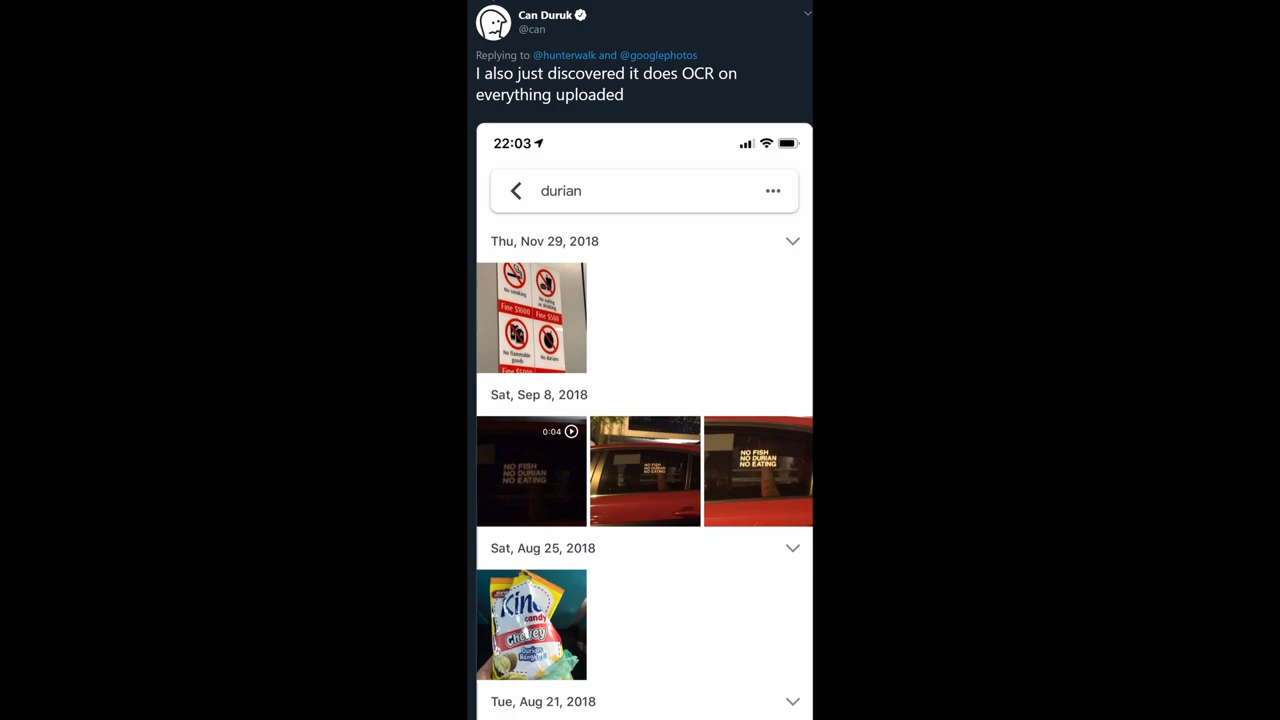 Can Duruk
@can
Replying to @hunterwalk and @googlephotos
I also just discovered it does OCR on
everything uploaded
22:03
durian
Thu, Nov 29, 2018
No smoking
No eating
or drinking
Fine $1000
Fine $500
No flammable
goods
No durians
Fine $5000
Sat, Sep 8, 2018
0:04
NO FISH
NO DURIAN
NO EATING
NO FISH
NO DURIAN
NO EATING
NO FISH
NO DURIAN
NO EATING
Sat, Aug 25, 2018
Kino
candy
Chewey
Durian
Tue, Aug 21, 2018